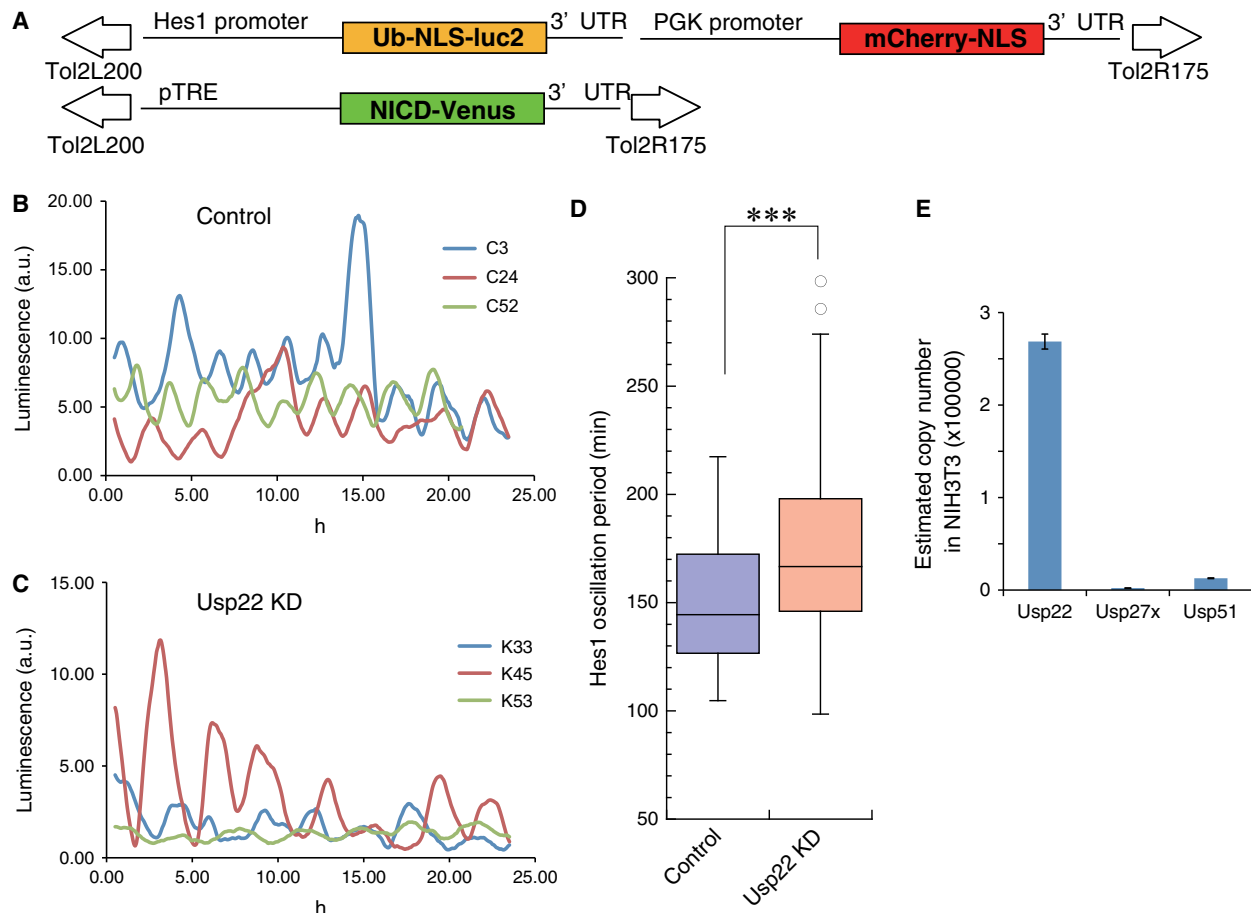 A
Hes1 promoter
Ub-NLS-luc2
3’ UTR
PGK promoter
mCherry-NLS
3’ UTR
Tol2L200
Tol2R175
pTRE
NICD-Venus
3’ UTR
Tol2L200
Tol2R175
B
Control
20.00
15.00
10.00
5.00
0.00
Luminescence (a.u.)
C3
C24
C52
0.00 5.00 10.00 15.00 20.00 25.00
h
C
Usp22 KD
15.00
10.00
5.00
0.00
Luminescence (a.u.)
K33
K45
K53
0.00 5.00 10.00 15.00 20.00 25.00
h
D
***
300
250
200
150
100
50
Hes1 oscillation period (min)
Control
Usp22 KD
E
3
2
1
0
Estimated copy number
in NIH3T3 (x100000)
Usp22 Usp27x Usp51